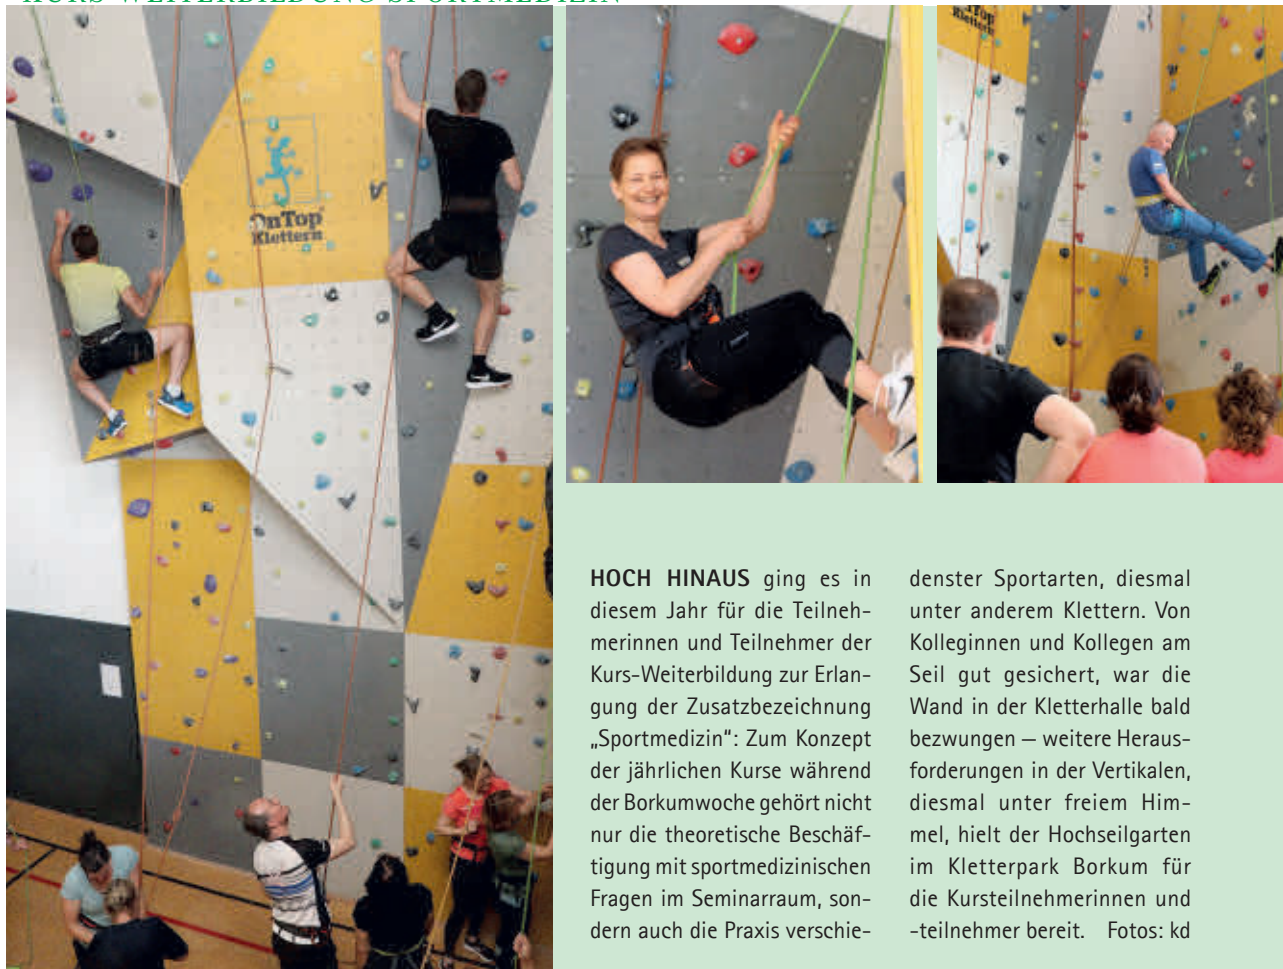 KURS-WEITERBILDUNG SPORTMEDIZIN
OnTop
Klettern
HOCH HINAUS ging es in
diesem Jahr für die Teilneh-
merinnen und Teilnehmer der
Kurs-Weiterbildung zur Erlan-
gung der Zusatzbezeichnung
„Sportmedizin“: Zum Konzept
der jährlichen Kurse während
der Borkumwoche gehört nicht
nur die theoretische Beschäf-
tigung mit sportmedizinischen
Fragen im Seminarraum, son-
dern auch die Praxis verschie-
denster Sportarten, diesmal
unter anderem Klettern. Von
Kolleginnen und Kollegen am
Seil gut gesichert, war die
Wand in der Kletterhalle bald
bezwungen — weitere Heraus-
forderungen in der Vertikalen,
diesmal unter freiem Him-
mel, hielt der Hochseilgarten
im Kletterpark Borkum für
die Kursteilnehmerinnen und
-teilnehmer bereit. Fotos: kd